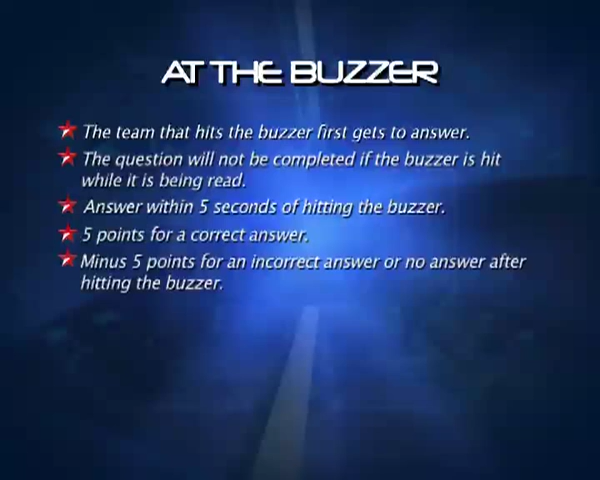 AT THE BUZZER
The team that hits the buzzer first gets to answer.
The question will not be completed if the buzzer is hit
while it is being read.
Answer within 5 seconds of hitting the buzzer.
5 points for a correct answer.
Minus 5 points for an incorrect answer or no answer after
hitting the buzzer.